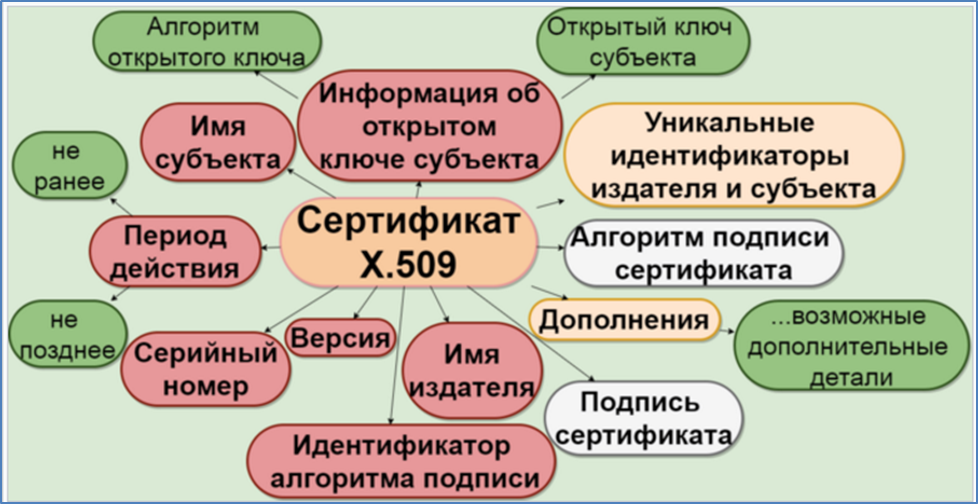 Алгоритм
открытого ключа
Открытый ключ
субъекта
Информация об
открытом
ключе субъекта
Имя
субъекта
Уникальные
идентификаторы
издателя и субъекта
не
ранее
Сертификат
X.509
Период
действия
Алгоритм подписи
сертификата
не
позднее
Серийный
номер
Версия
Имя
издателя
Дополнения
...возможные
дополнительные
детали
Подпись
сертификата
Идентификатор
алгоритма подписи